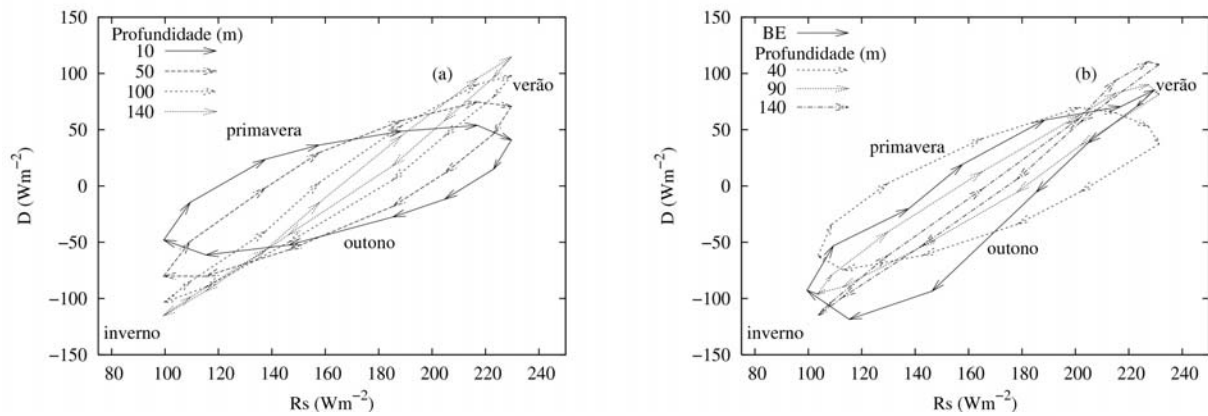 150
100
50
0
−50
−100
−150
D (Wm−2)
Profundidade (m)
10
50
100
140
(a)
verão
primavera
outono
inverno
80 100 120 140 160 180 200 220 240
Rs (Wm−2)
150
100
50
0
−50
−100
−150
D (Wm−2)
BE
Profundidade (m)
40
90
140
(b)
verão
primavera
outono
inverno
80 100 120 140 160 180 200 220 240
Rs (Wm−2)